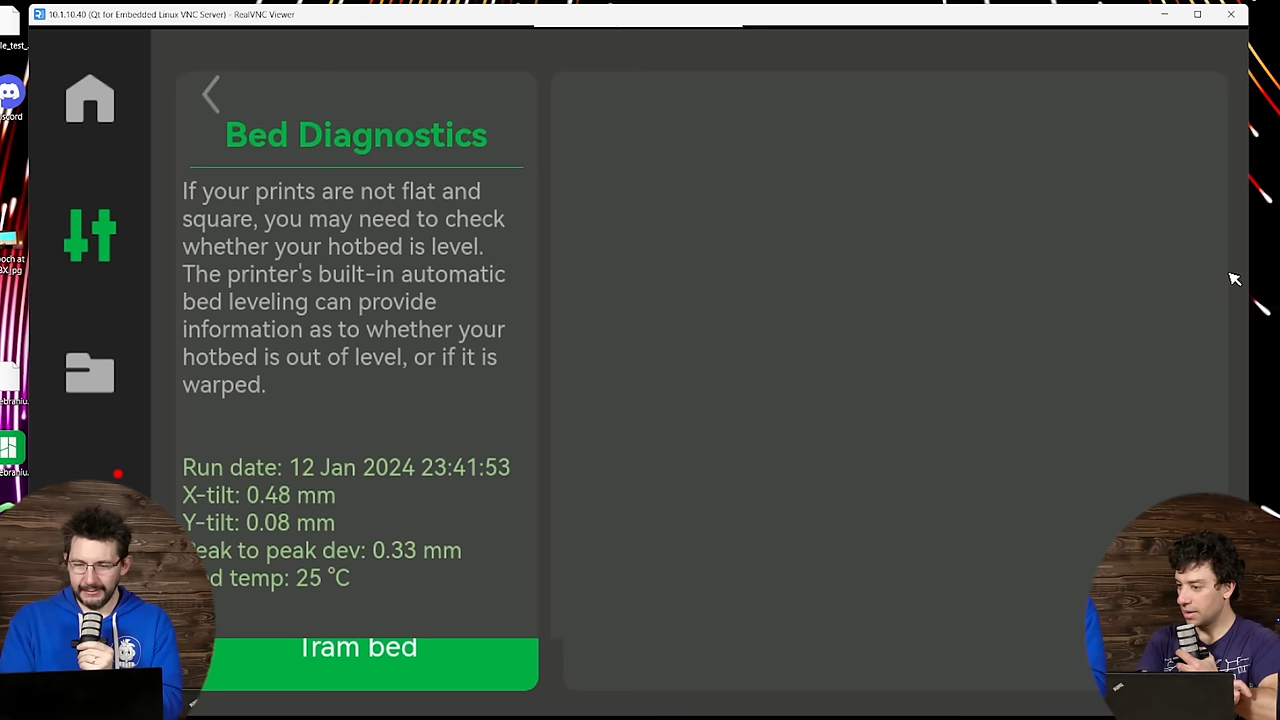 10.1.10.40 (Qt for Embedded Linux VNC Server) - RealVNC Viewer
Bed Diagnostics
If your prints are not flat and
square, you may need to check
whether your hotbed is level.
The printer's built-in automatic
bed leveling can provide
information as to whether your
hotbed is out of level, or if it is
warped.
Run date: 12 Jan 2024 23:41:53
X-tilt: 0.48 mm
Y-tilt: 0.08 mm
eak to peak dev: 0.33 mm
d temp: 25 °C
Tram bed